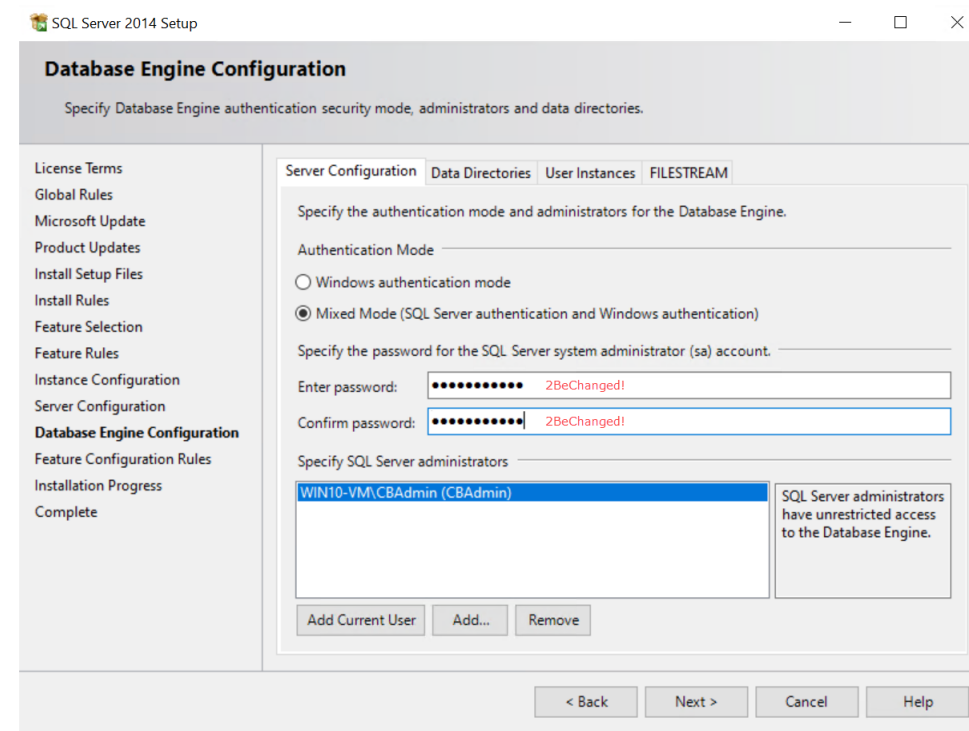 SQL Server 2014 Setup
Database Engine Configuration
Specify Database Engine authentication security mode, administrators and data directories.
License Terms
Global Rules
Microsoft Update
Product Updates
Install Setup Files
Install Rules
Feature Selection
Feature Rules
Instance Configuration
Server Configuration
Database Engine Configuration
Feature Configuration Rules
Installation Progress
Complete
Server Configuration Data Directories User Instances FILESTREAM
Specify the authentication mode and administrators for the Database Engine.
Authentication Mode
Windows authentication mode
Mixed Mode (SQL Server authentication and Windows authentication)
Specify the password for the SQL Server system administrator (sa) account.
Enter password: ●●●●●●●●●●● 2BeChanged!
Confirm password: ●●●●●●●●●●● 2BeChanged!
Specify SQL Server administrators
WIN10-VM\CBAdmin (CBAdmin)
SQL Server administrators
have unrestricted access
to the Database Engine.
Add Current User Add... Remove
< Back Next > Cancel Help